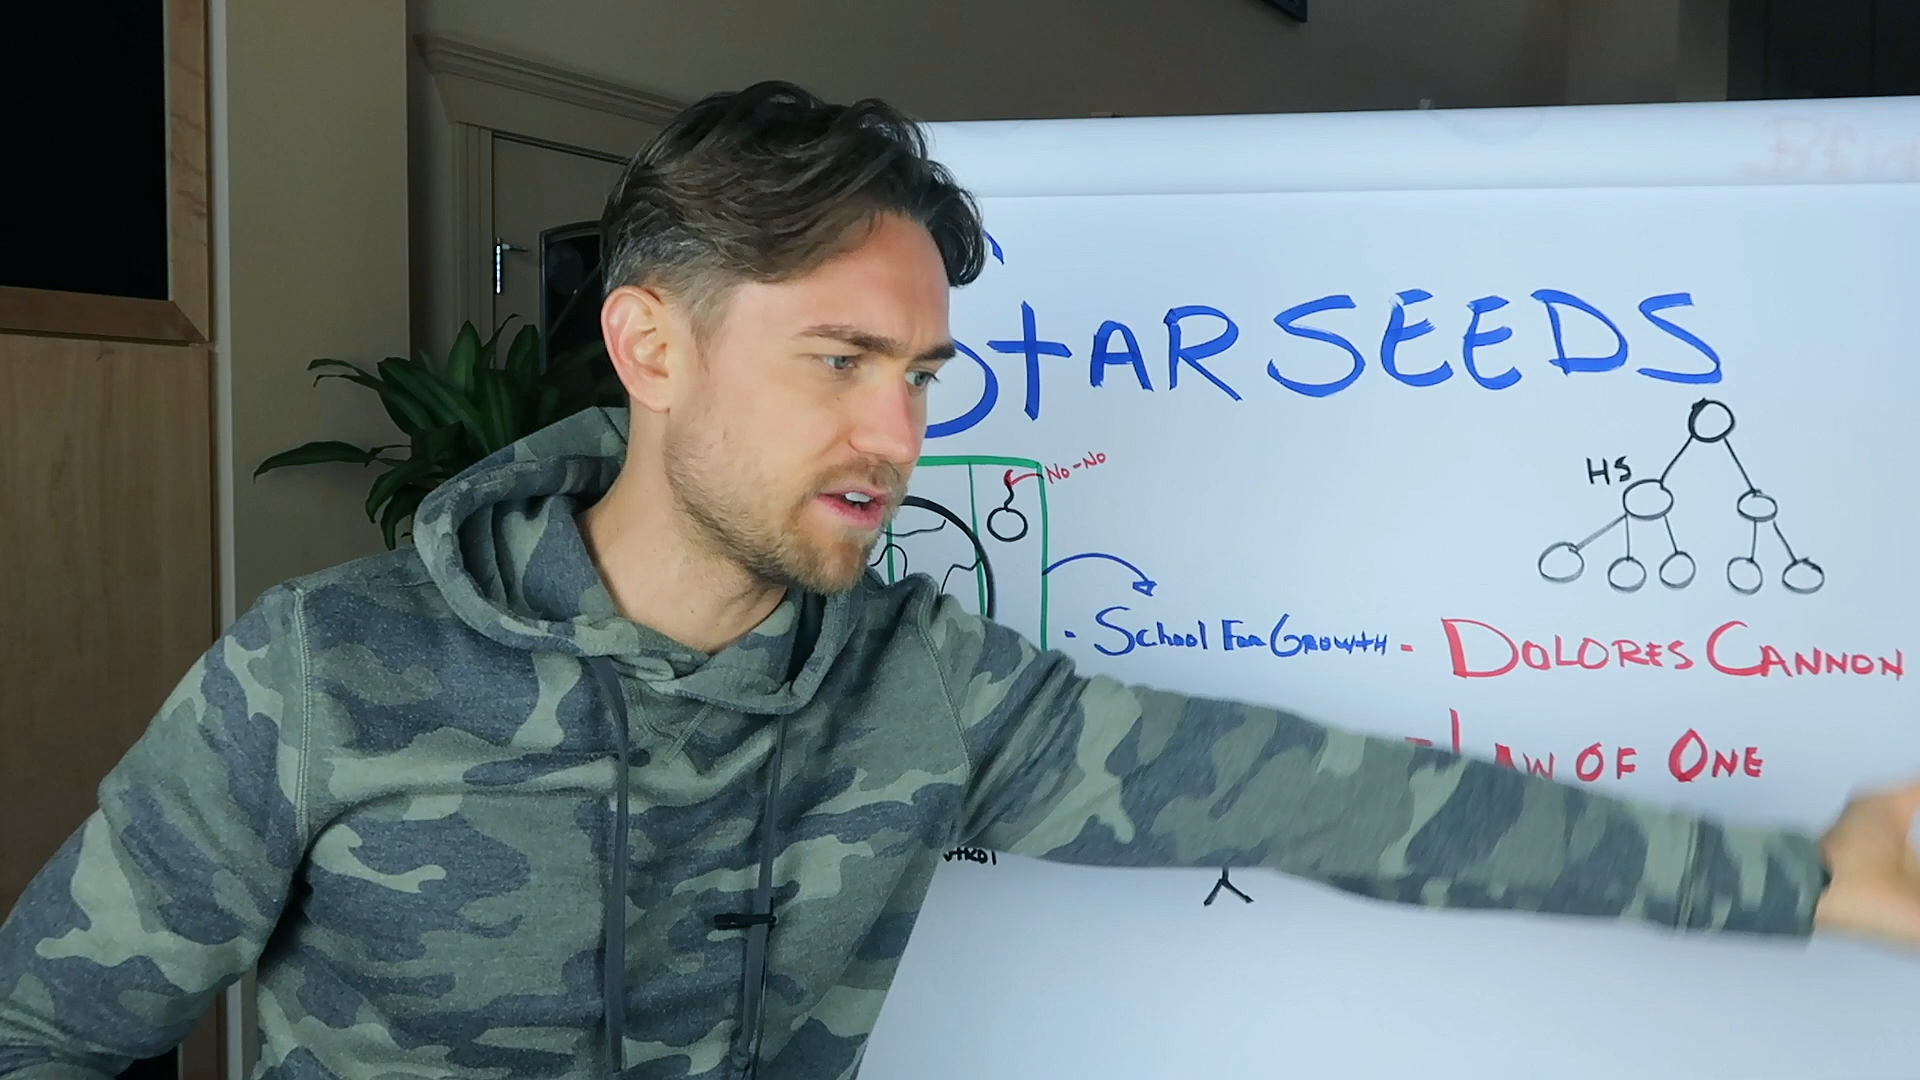 STARSEEDS
No-No
HS
- School For Growth - DOLORES CANNON
- LAW OF ONE